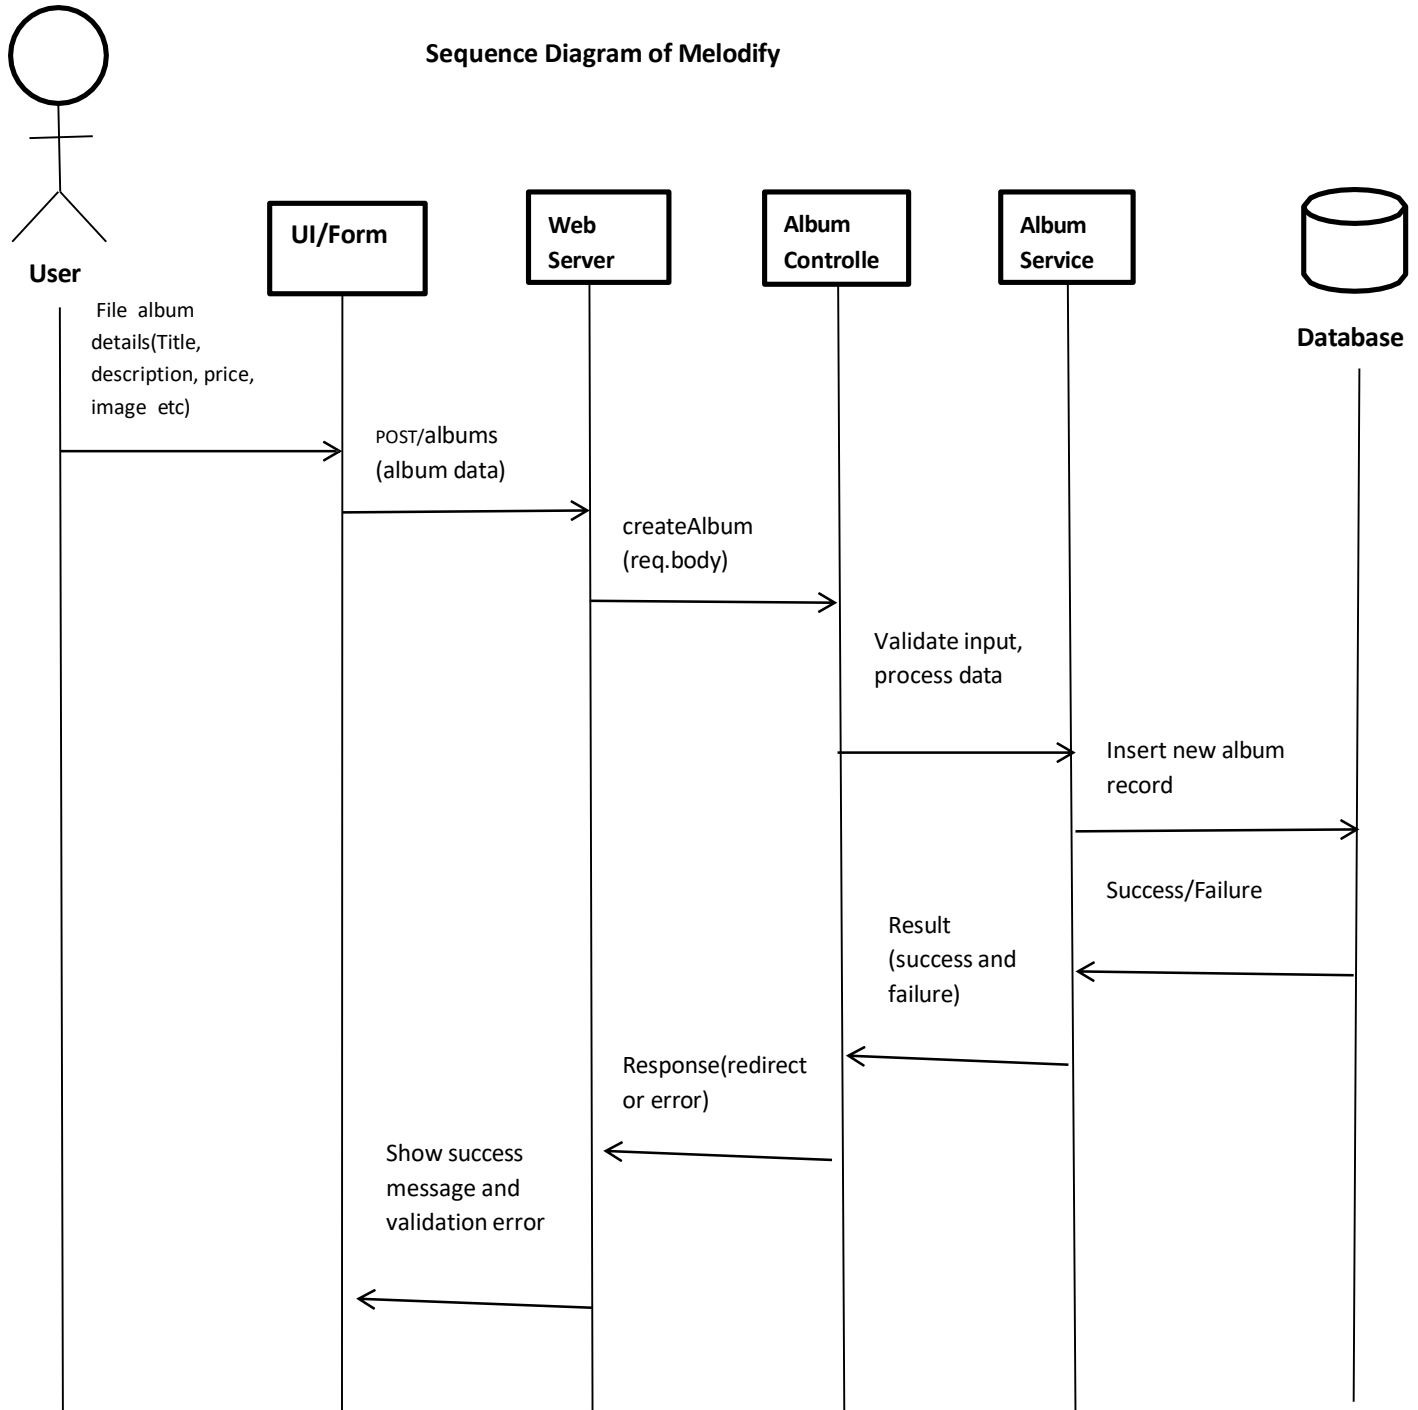 Sequence Diagram of Melodify
User
UI/Form
Web
Server
Album
Controlle
Album
Service
Database
File album
details(Title,
description, price,
image etc)
POST/albums
(album data)
createAlbum
(req.body)
Validate input,
process data
Insert new album
record
Success/Failure
Result
(success and
failure)
Response(redirect
or error)
Show success
message and
validation error